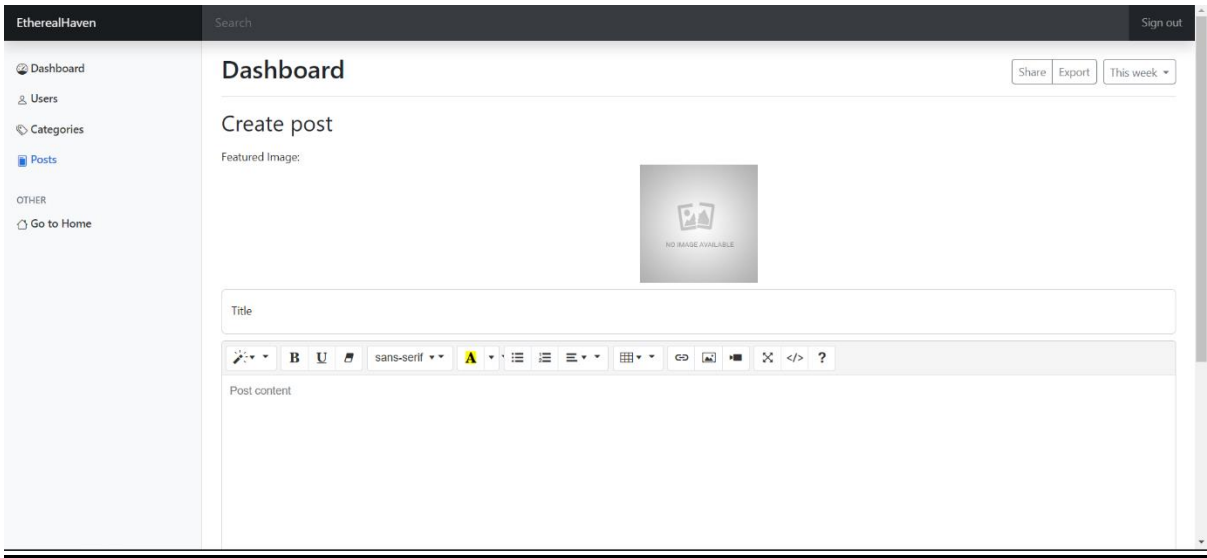 EtherealHaven
Search
Sign out
Dashboard
Users
Categories
Posts
OTHER
Go to Home
Dashboard
Share
Export
This week
Create post
Featured Image:
NO IMAGE AVAILABLE
Title
B U sans-serif A </> ?
Post content